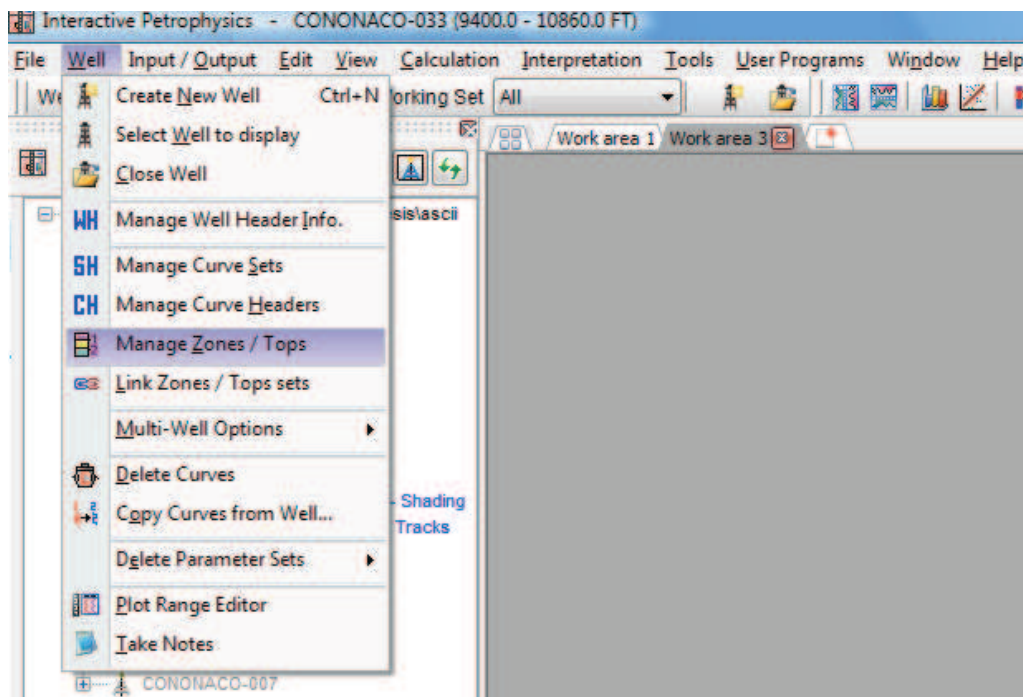 Interactive Petrophysics - CONONACO-033 (9400.0 - 10860.0 FT)
File Well Input / Output Edit View Calculation Interpretation Tools User Programs Window Help
Create New Well Ctrl+N
orking Set All
Select Well to display
Work area 1 Work area 3
Close Well
sis\ascii
WH Manage Well Header Info.
SH Manage Curve Sets
CH Manage Curve Headers
Manage Zones / Tops
Link Zones / Tops sets
Multi-Well Options
Delete Curves
Copy Curves from Well...
- Shading
Tracks
Delete Parameter Sets
Plot Range Editor
Take Notes
CONONACO-007